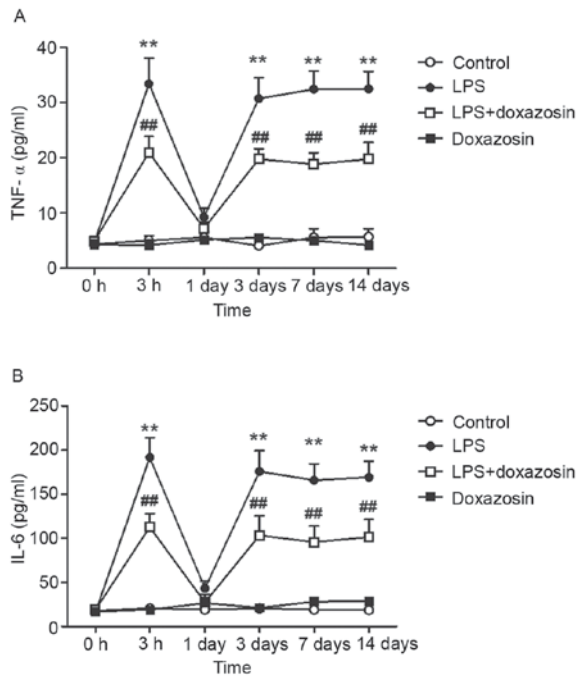 A
TNF- α (pg/ml)
40
30
20
10
0
** ** ** **
## ## ## ##
0 h 3 h 1 day 3 days 7 days 14 days
Time
Control
LPS
LPS+doxazosin
Doxazosin
B
IL-6 (pg/ml)
250
200
150
100
50
0
** ** ** **
## ## ## ##
0 h 3 h 1 day 3 days 7 days 14 days
Time
Control
LPS
LPS+doxazosin
Doxazosin